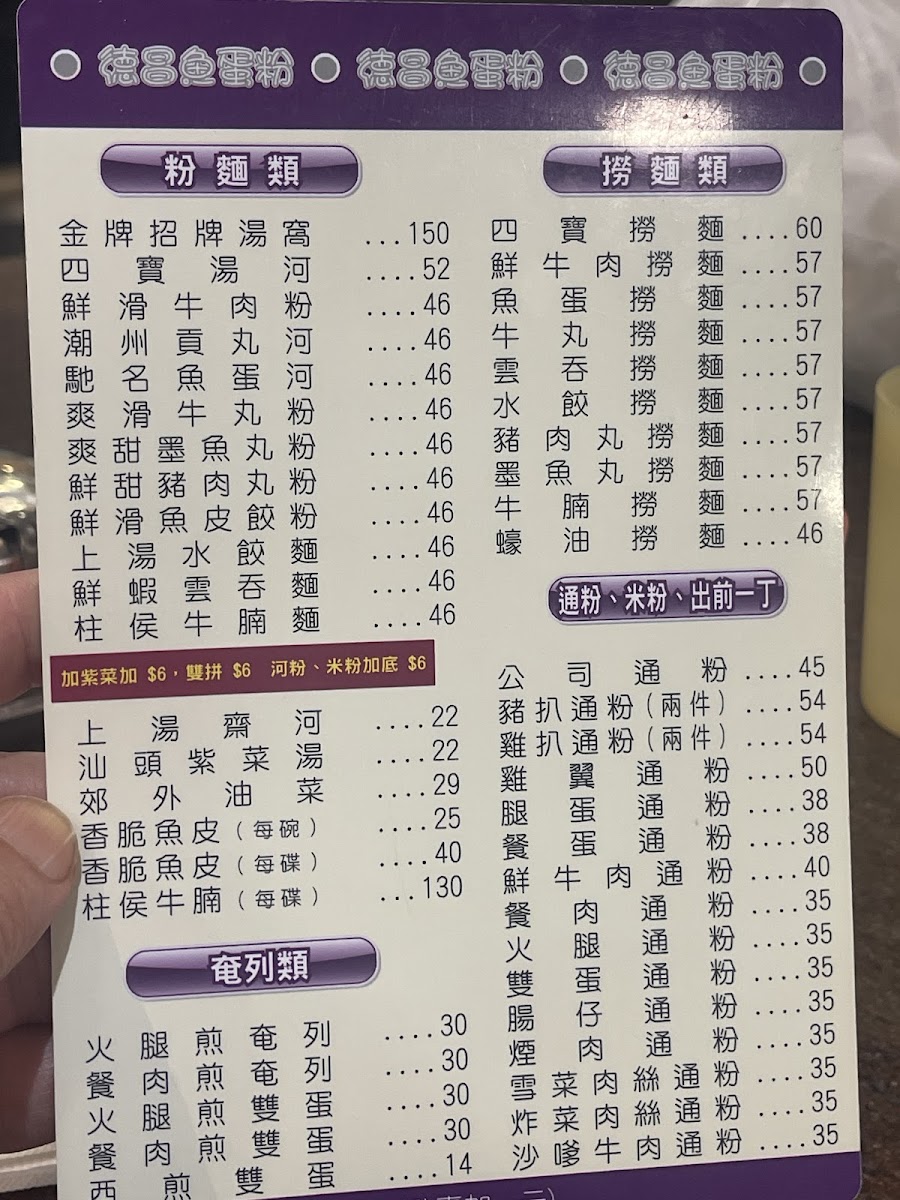 德昌魚蛋粉 德昌魚蛋粉 德昌魚蛋粉
粉麵類
金牌招牌湯窩 ...150
四寶湯河 ....52
鮮滑牛肉粉 ....46
潮州貢丸河 ....46
馳名魚蛋河 ....46
爽滑牛丸粉 ....46
爽甜墨魚丸粉 ....46
鮮甜豬肉丸粉 ....46
鮮滑魚皮餃粉 ....46
上湯水餃麵 ....46
鮮蝦雲吞麵 ....46
柱侯牛腩麵 ....46
加紫菜加 $6，雙拼 $6 河粉、米粉加底 $6
上湯齋河 ....22
汕頭紫菜湯 ....22
郊外油菜 ....29
香脆魚皮（每碗） ....25
香脆魚皮（每碟） ....40
柱侯牛腩（每碟） ...130
奄列類
火腿煎奄列 ....30
餐肉煎奄列 ....30
火腿煎雙蛋 ....30
餐肉煎雙蛋 ....30
西煎雙蛋 ....14
撈麵類
四寶撈麵 ....60
鮮牛肉撈麵 ....57
魚蛋撈麵 ....57
牛丸撈麵 ....57
雲吞撈麵 ....57
水餃撈麵 ....57
豬肉丸撈麵 ....57
墨魚丸撈麵 ....57
牛腩撈麵 ....57
蠔油撈麵 ....46
通粉、米粉、出前一丁
公司通粉 ....45
豬扒通粉（兩件） ....54
雞扒通粉（兩件） ....54
雞翼通粉 ....50
腿蛋通粉 ....38
餐蛋通粉 ....38
鮮牛肉通粉 ....40
餐肉通粉 ....35
火腿通粉 ....35
雙蛋通粉 ....35
腸仔通粉 ....35
煙肉通粉 ....35
雪菜肉絲通粉 ....35
炸菜肉絲通粉 ....35
沙嗲牛肉通粉 ....35